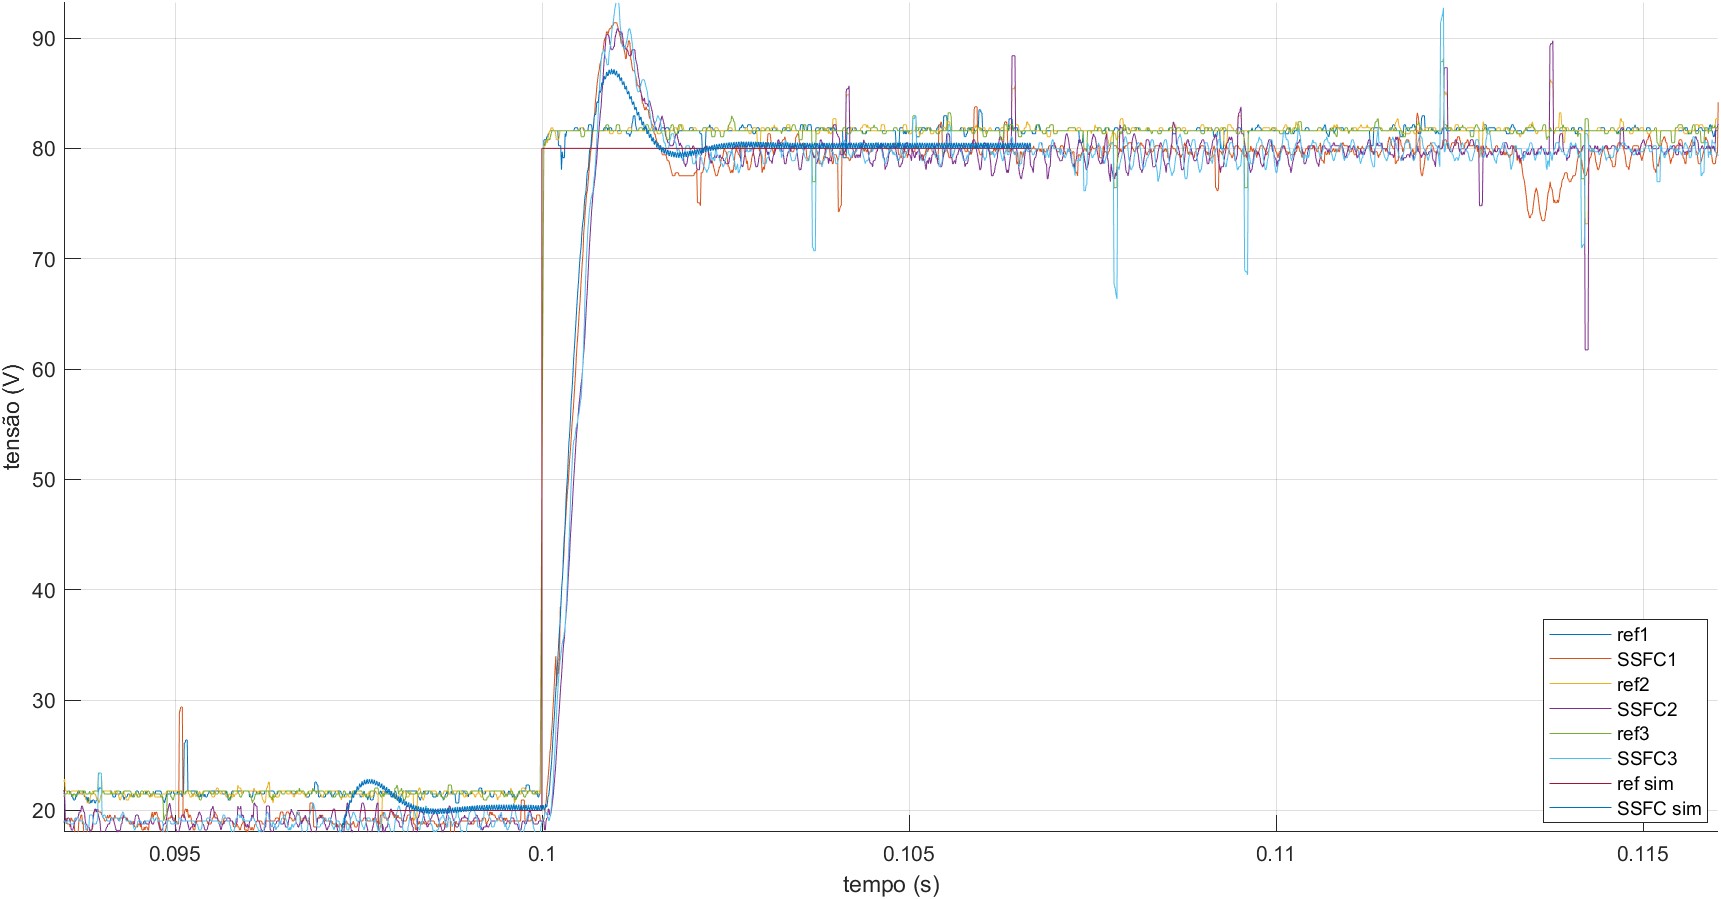 90
80
70
60
50
40
30
20
tensão (V)
0.095
0.1
0.105
0.11
0.115
tempo (s)
ref1
SSFC1
ref2
SSFC2
ref3
SSFC3
ref sim
SSFC sim